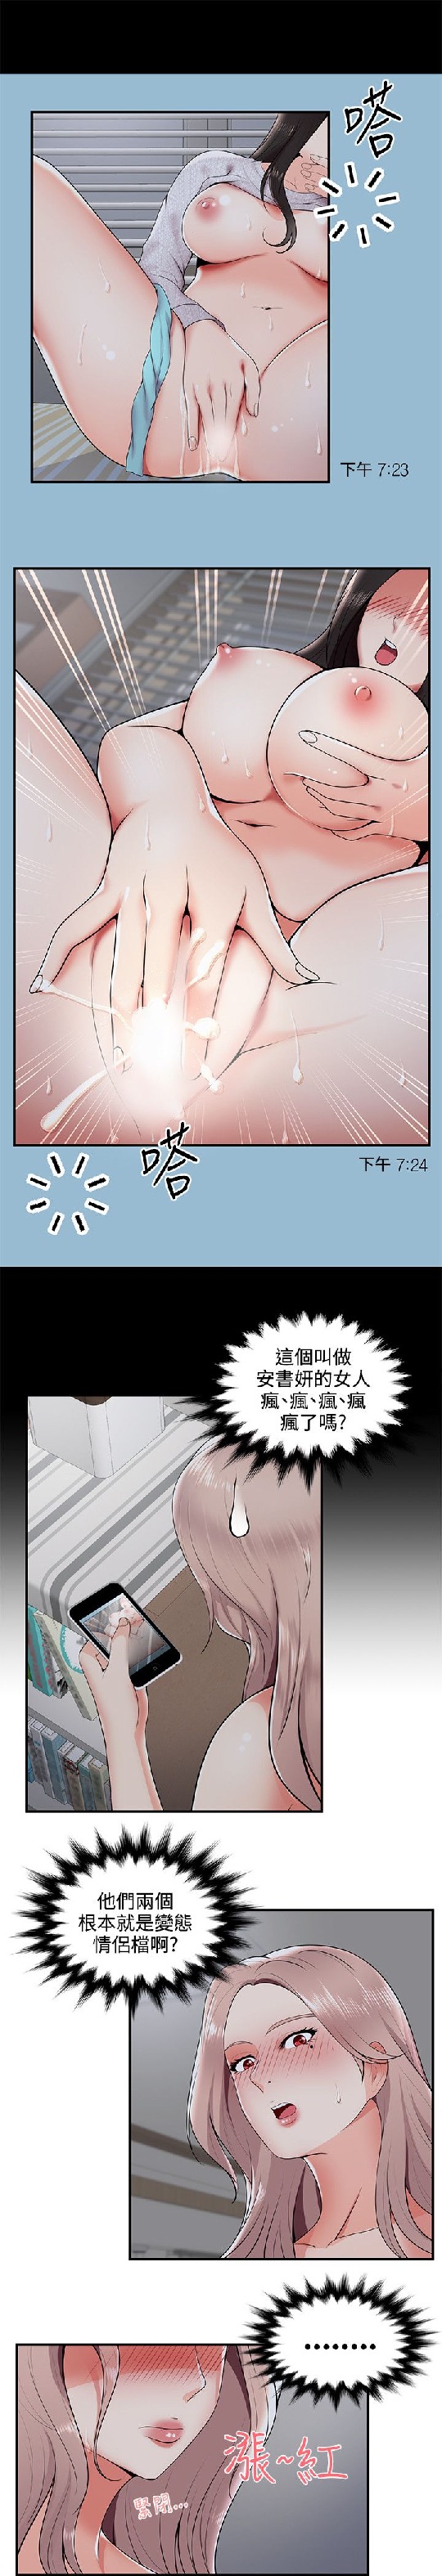 嗒
下午 7:23
下午 7:24
嗒
這個叫做
安書妍的女人
瘋、瘋、瘋、瘋
瘋了嗎?
他們兩個
根本就是變態
情侶檔啊?
........
漲~紅
緊閉...